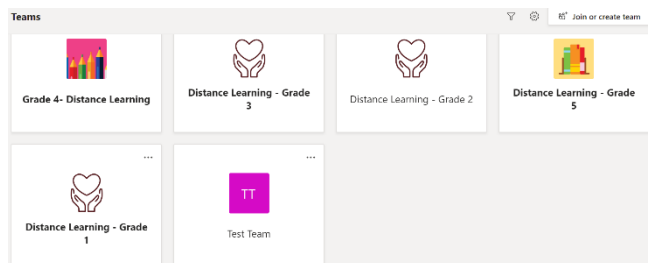 Teams
Join or create team
Grade 4- Distance Learning
Distance Learning - Grade
3
Distance Learning - Grade 2
Distance Learning - Grade
5
...
Distance Learning - Grade
1
...
TT
Test Team